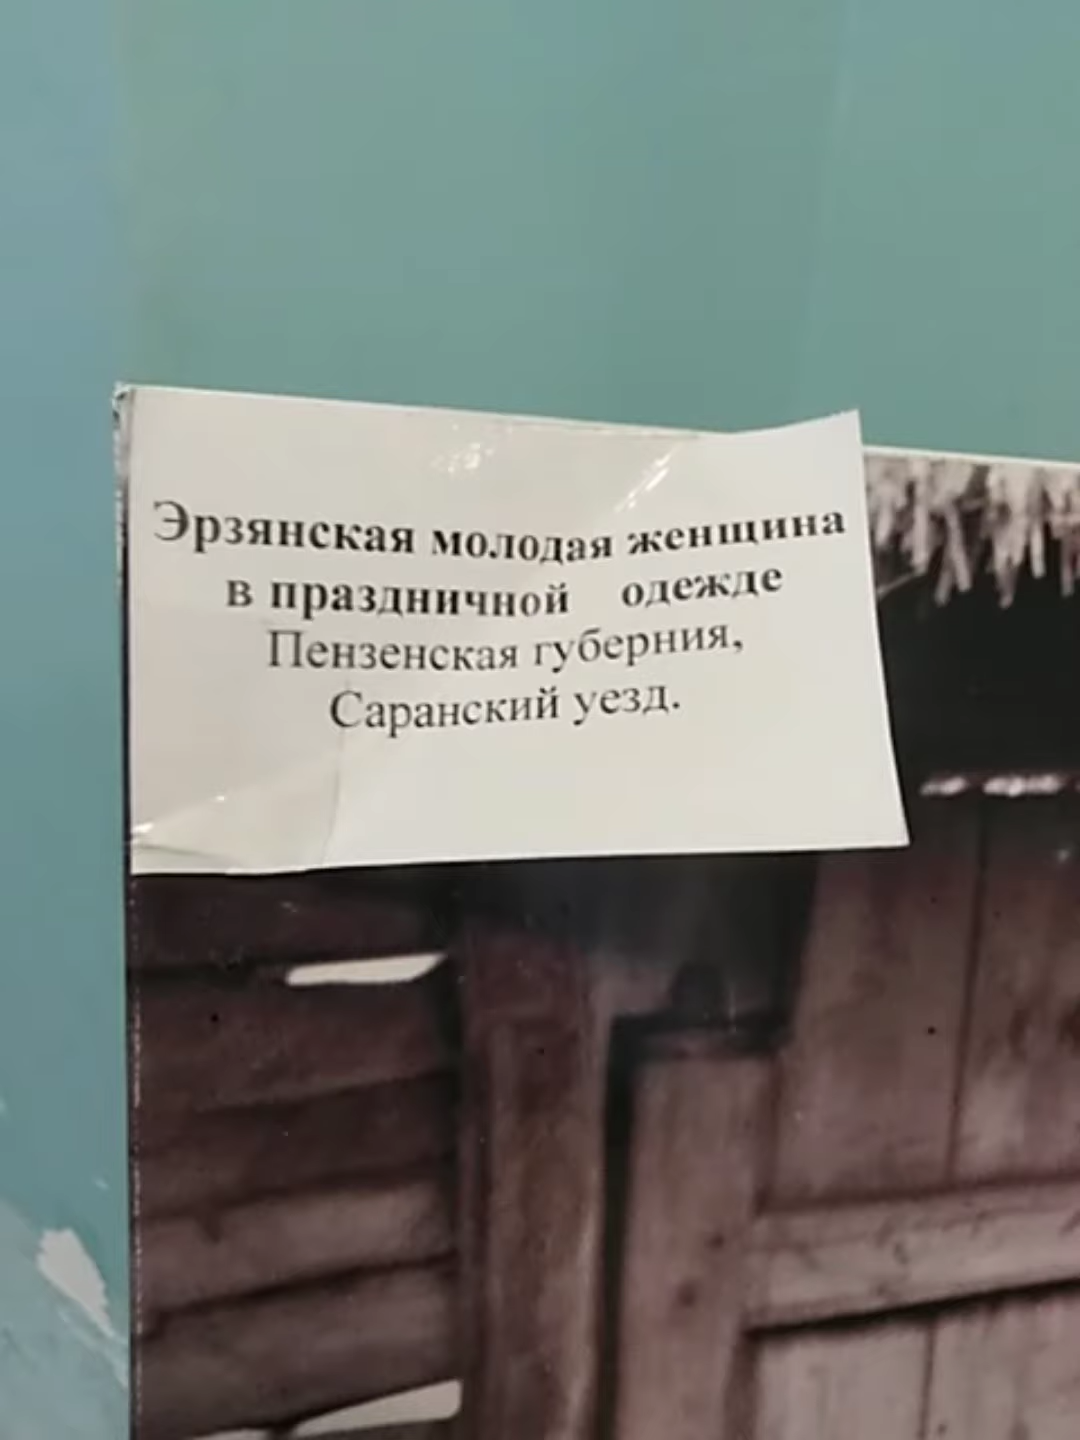 Эрзянская молодая женщина
в праздничной одежде
Пензенская губерния,
Саранский уезд.